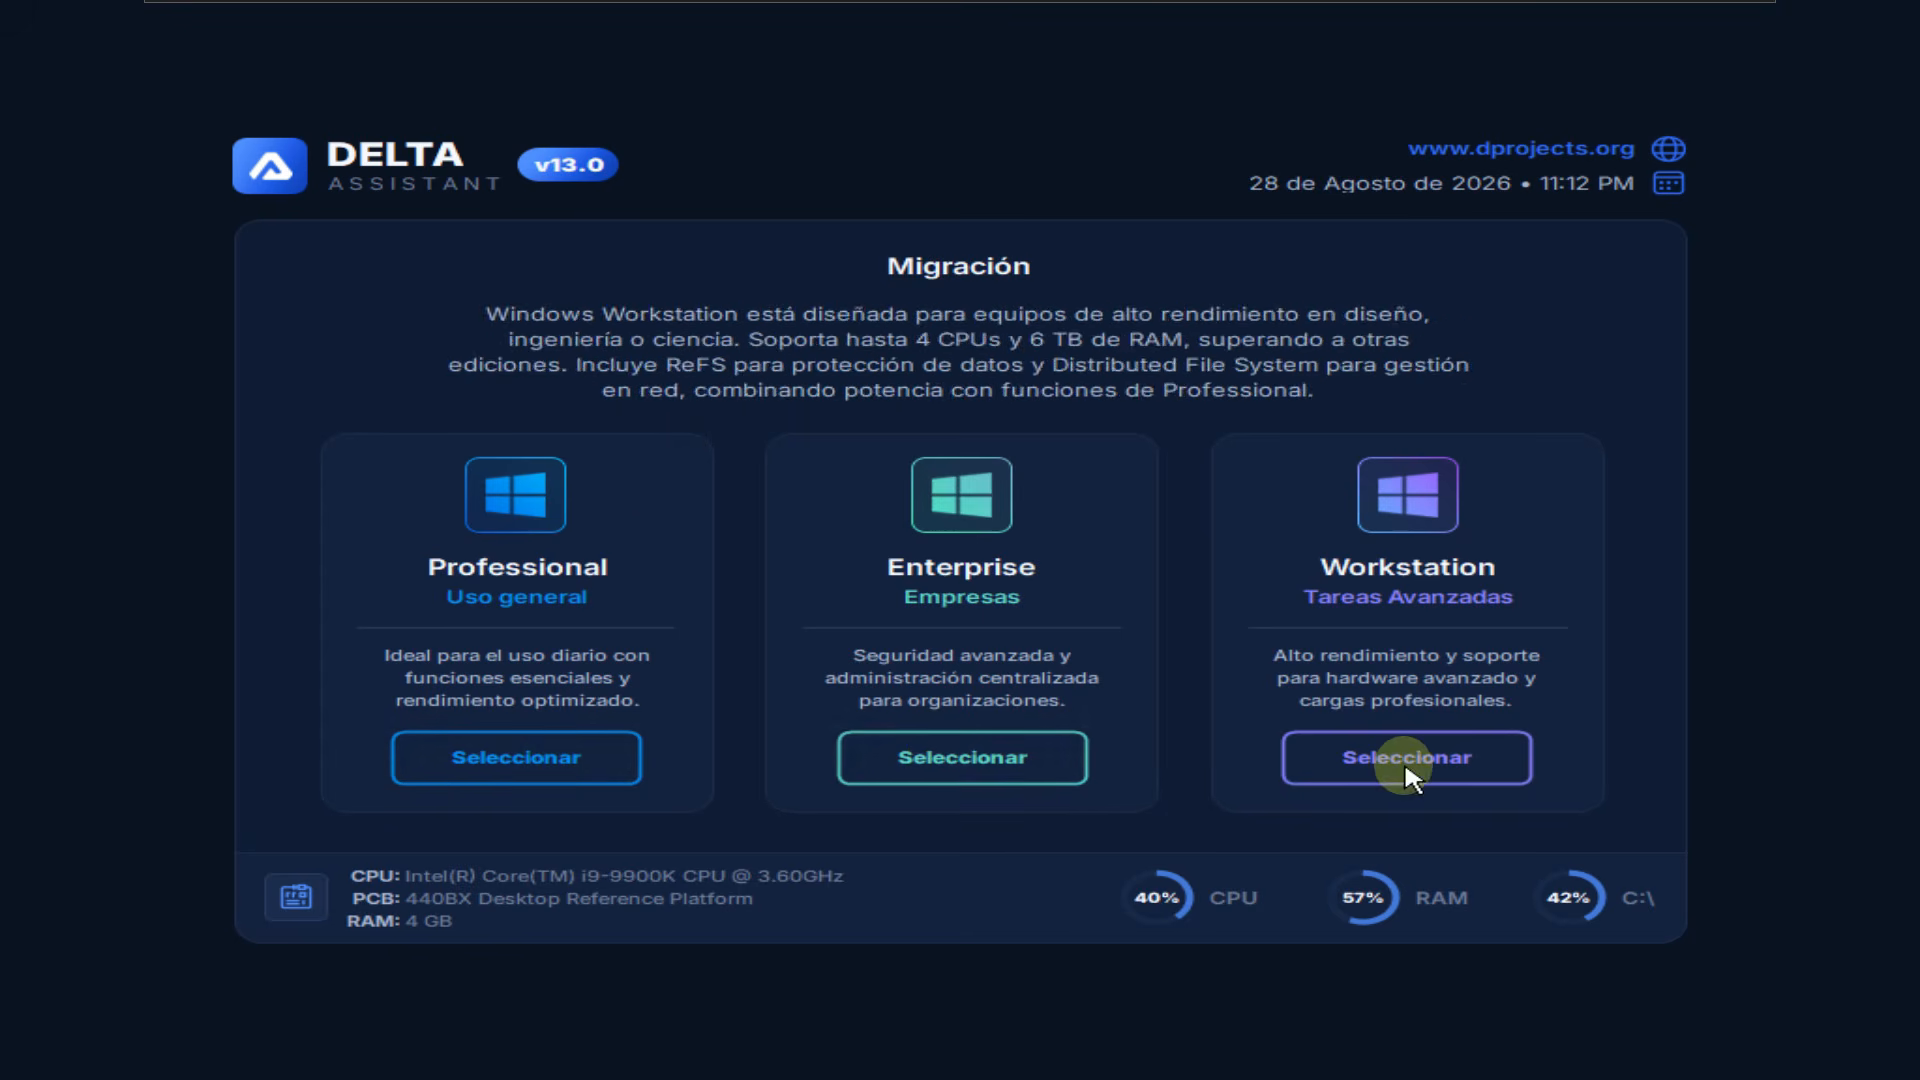 DELTA
ASSISTANT
v13.0
www.dprojects.org
28 de Agosto de 2026 • 11:12 PM
Migración
Windows Workstation está diseñada para equipos de alto rendimiento en diseño,
ingeniería o ciencia. Soporta hasta 4 CPUs y 6 TB de RAM, superando a otras
ediciones. Incluye ReFS para protección de datos y Distributed File System para gestión
en red, combinando potencia con funciones de Professional.
Professional
Uso general
Ideal para el uso diario con
funciones esenciales y
rendimiento optimizado.
Seleccionar
Enterprise
Empresas
Seguridad avanzada y
administración centralizada
para organizaciones.
Seleccionar
Workstation
Tareas Avanzadas
Alto rendimiento y soporte
para hardware avanzado y
cargas profesionales.
Seleccionar
CPU: Intel(R) Core(TM) i9-9900K CPU @ 3.60GHz
PCB: 440BX Desktop Reference Platform
RAM: 4 GB
40% CPU
57% RAM
42% C:\